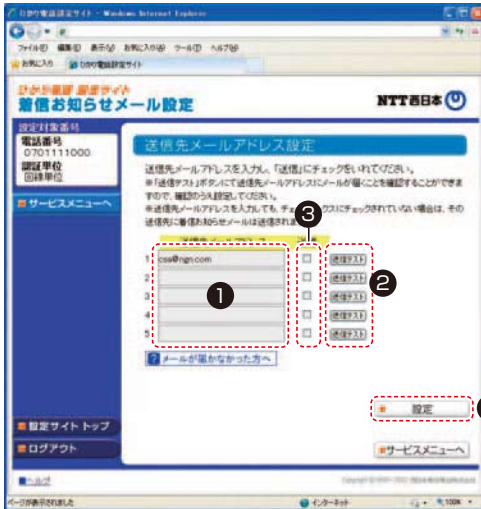 ひかり電話設定サイト - Windows Internet Explorer
ファイル(F) 編集(E) 表示(V) お気に入り(A) ツール(T) ヘルプ(H)
お気に入り ひかり電話設定サイト
ひかり電話 設定サイト
着信お知らせメール設定
NTT西日本
設定対象番号
電話番号
0701111000
認証単位
回線単位
サービスメニューへ
送信先メールアドレス設定
送信先メールアドレスを入力し、「送信」にチェックをいれてください。
※「送信テスト」ボタンにて送信先メールアドレスにメールが届くことを確認することができま
すので、確認のうえ設定してください。
※送信先メールアドレスを入力しても、チェ クスにチェックされていない場合は、その
送信先に着信お知らせメールは送信されま
3
送信先メールアドレス 送信
1 css@ngn.com 送信テスト
2 送信テスト
3 送信テスト
4 送信テスト
5 送信テスト
1
2
? メールが届かなかった方へ
設定
設定サイト トップ
ログアウト
サービスメニューへ
ヘルプ
ページが表示されました
インターネット
100%